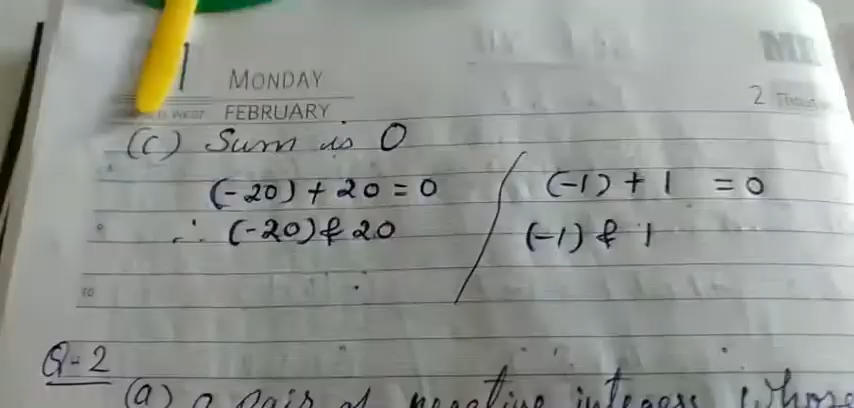 MONDAY
FEBRUARY
2
(C) Sum is 0
(-20) + 20 = 0
∴ (-20) & 20
(-1) + 1 = 0
(-1) & 1
10
Q-2
(a) a pair of negative integers whose